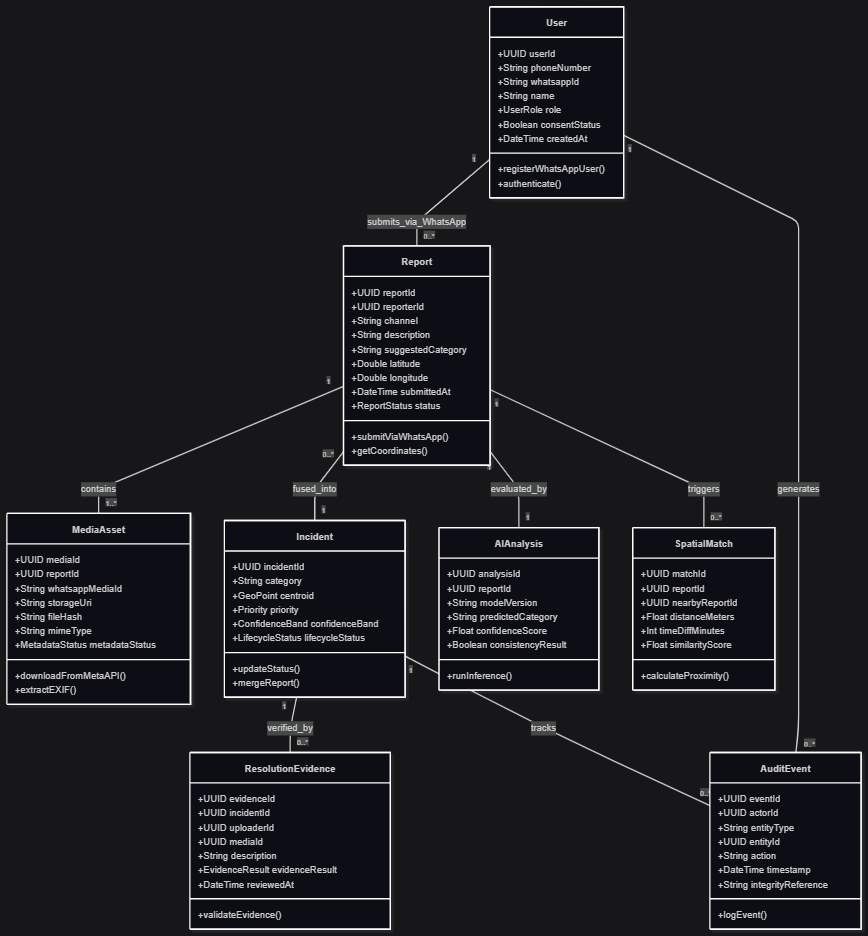 User
+UUID userId
+String phoneNumber
+String whatsappId
+String name
+UserRole role
+Boolean consentStatus
+DateTime createdAt
+registerWhatsAppUser()
+authenticate()
1
1
submits_via_WhatsApp
0..*
Report
+UUID reportId
+UUID reporterId
+String channel
+String description
+String suggestedCategory
+Double latitude
+Double longitude
+DateTime submittedAt
+ReportStatus status
+submitViaWhatsApp()
+getCoordinates()
1
1
0..*
1
contains
fused_into
evaluated_by
triggers
generates
1..*
1
1
0..*
MediaAsset
+UUID mediaId
+UUID reportId
+String whatsappMediaId
+String storageUri
+String fileHash
+String mimeType
+MetadataStatus metadataStatus
+downloadFromMetaAPI()
+extractEXIF()
Incident
+UUID incidentId
+String category
+GeoPoint centroid
+Priority priority
+ConfidenceBand confidenceBand
+LifecycleStatus lifecycleStatus
+updateStatus()
+mergeReport()
AIAnalysis
+UUID analysisId
+UUID reportId
+String modelVersion
+String predictedCategory
+Float confidenceScore
+Boolean consistencyResult
+runInference()
SpatialMatch
+UUID matchId
+UUID reportId
+UUID nearbyReportId
+Float distanceMeters
+Int timeDiffMinutes
+Float similarityScore
+calculateProximity()
1
1
verified_by
tracks
0..*
0..*
0..*
ResolutionEvidence
+UUID evidenceId
+UUID incidentId
+UUID uploaderId
+UUID mediaId
+String description
+EvidenceResult evidenceResult
+DateTime reviewedAt
+validateEvidence()
AuditEvent
+UUID eventId
+UUID actorId
+String entityType
+UUID entityId
+String action
+DateTime timestamp
+String integrityReference
+logEvent()